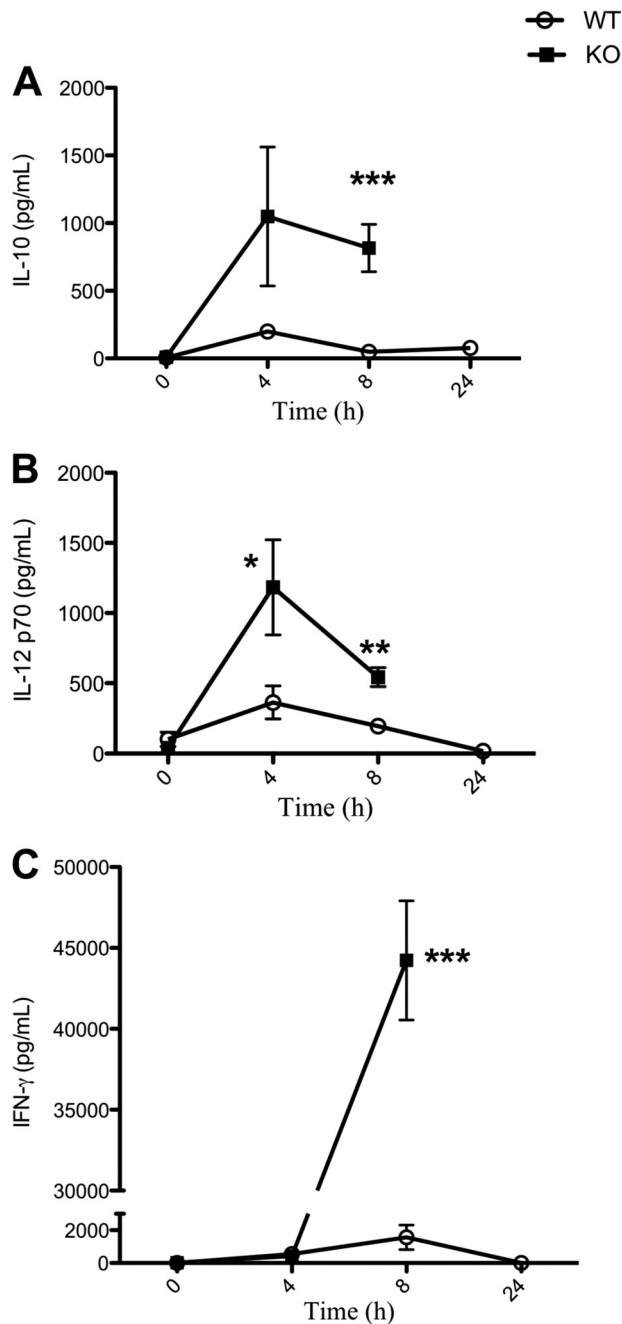 WT
KO
A
2000
1500
1000
500
0
IL-10 (pg/mL)
***
0 4 8 24
Time (h)
B
2000
1500
1000
500
0
IL-12 p70 (pg/mL)
*
**
0 4 8 24
Time (h)
C
50000
45000
40000
35000
30000
2000
0
IFN-γ (pg/mL)
***
0 4 8 24
Time (h)